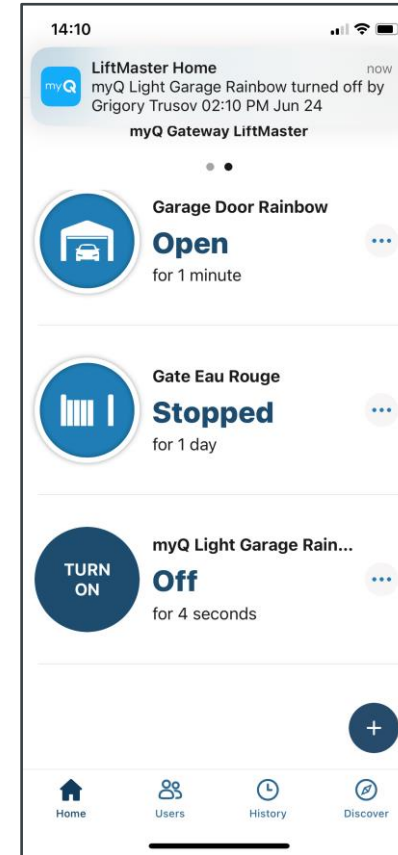 14:10
LiftMaster Home now
myQ
myQ Light Garage Rainbow turned off by
Grigory Trusov 02:10 PM Jun 24
myQ Gateway LiftMaster
Garage Door Rainbow
Open
for 1 minute
Gate Eau Rouge
Stopped
for 1 day
myQ Light Garage Rain...
TURN
ON
Off
for 4 seconds
+
Home Users History Discover